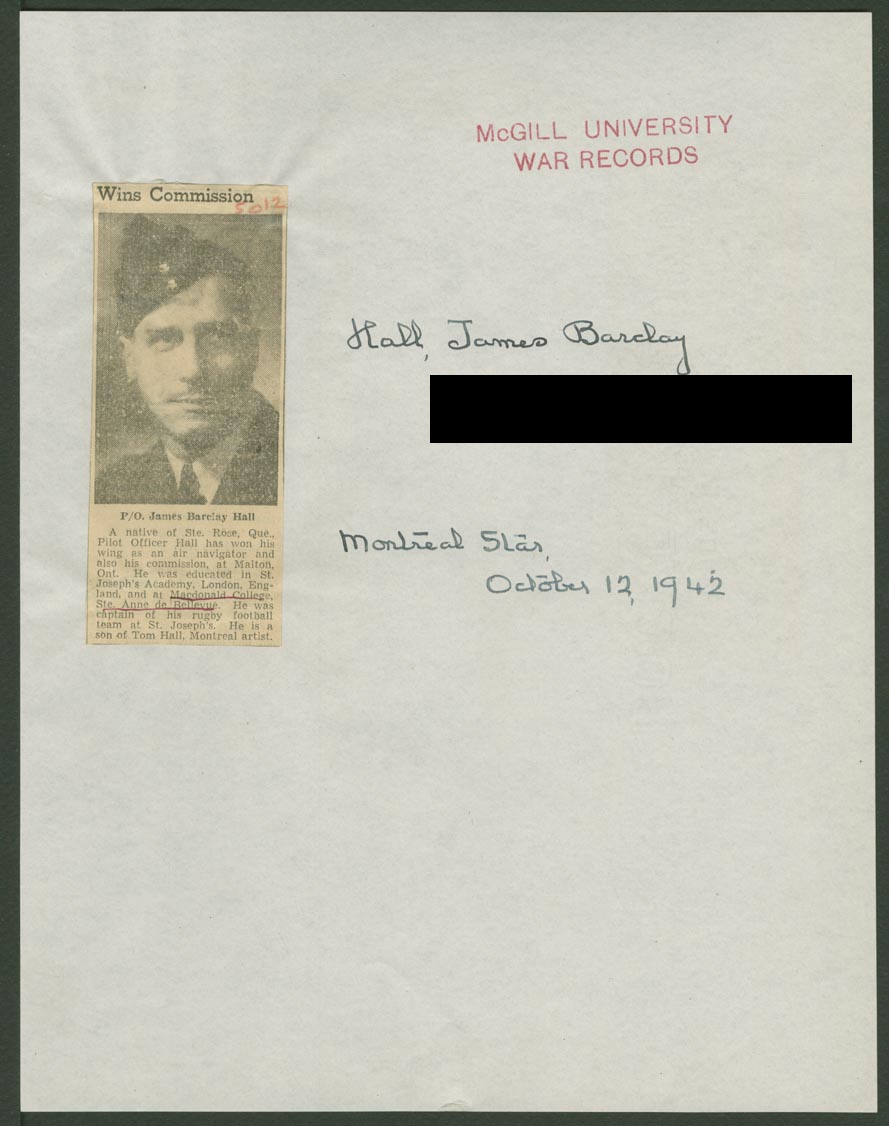 McGILL UNIVERSITY
WAR RECORDS
Wins Commission
5012
Hall, James Barclay
P/O. James Barclay Hall
A native of Ste. Rose, Que.,
Pilot Officer Hall has won his
wing as an air navigator and
also his commission, at Malton,
Ont. He was educated in St.
Joseph's Academy, London, Eng-
land, and at Macdonald College,
Ste. Anne de Bellevue. He was
captain of his rugby football
team at St. Joseph's. He is a
son of Tom Hall, Montreal artist.
Montreal Star,
October 12, 1942